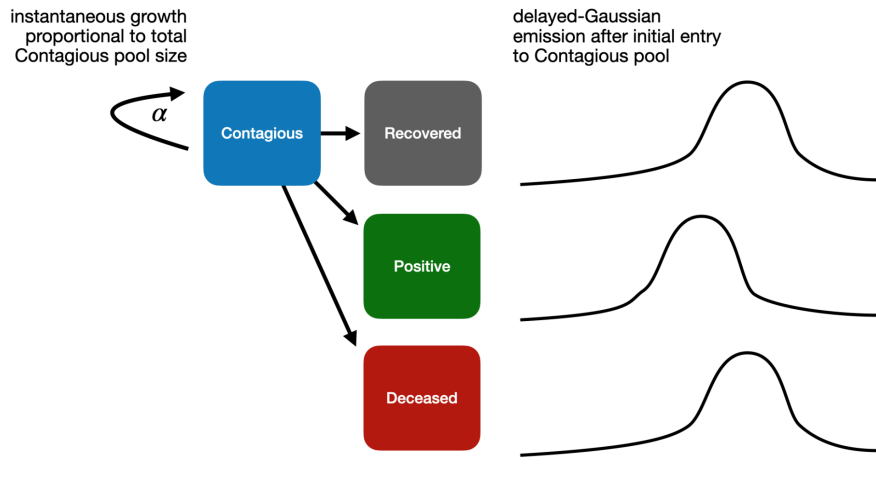 instantaneous growth
proportional to total
Contagious pool size
α
Contagious
Recovered
Positive
Deceased
delayed-Gaussian
emission after initial entry
to Contagious pool